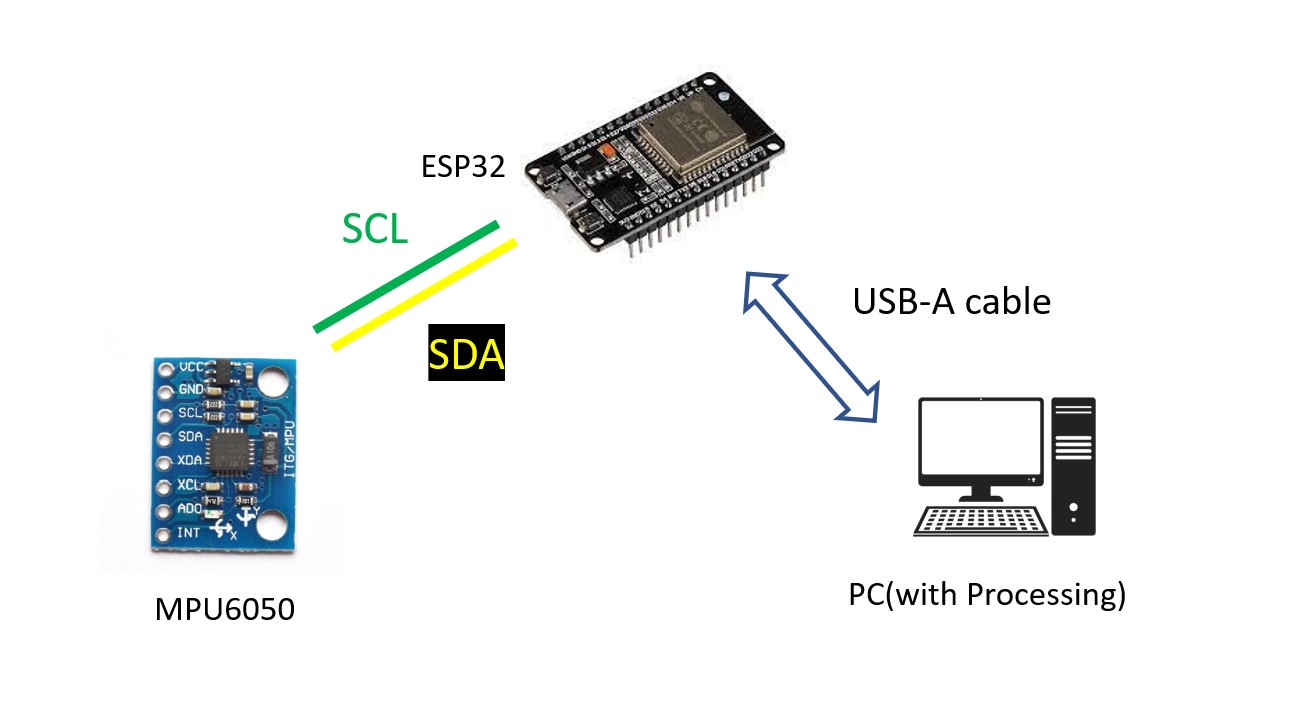 ESP32
SCL
SDA
USB-A cable
VCC
GND
SCL
SDA
XDA
XCL
ADO
INT
ITG/MPU
X
Y
MPU6050
PC(with Processing)